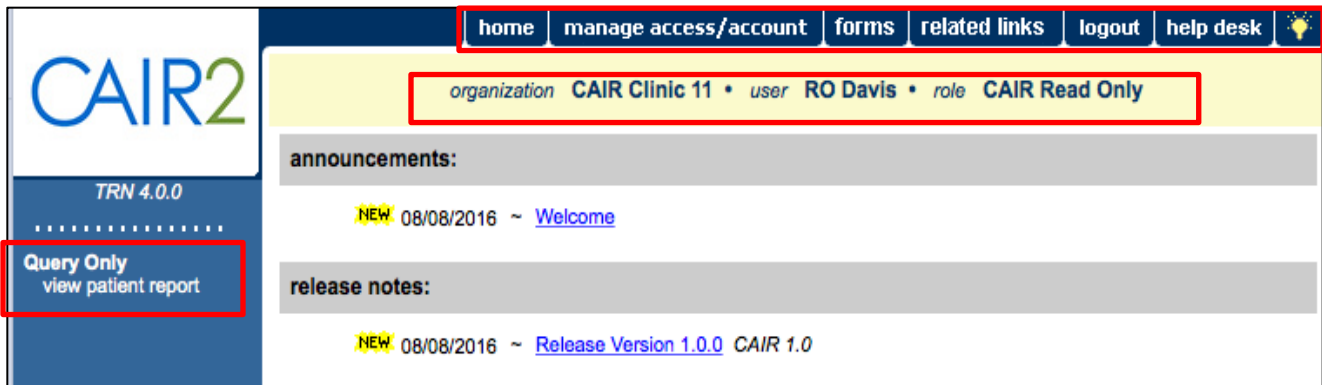 home manage access/account forms related links logout help desk
CAIR2
organization CAIR Clinic 11 • user RO Davis • role CAIR Read Only
announcements:
TRN 4.0.0
NEW 08/08/2016 ~ Welcome
Query Only
view patient report
release notes:
NEW 08/08/2016 ~ Release Version 1.0.0 CAIR 1.0